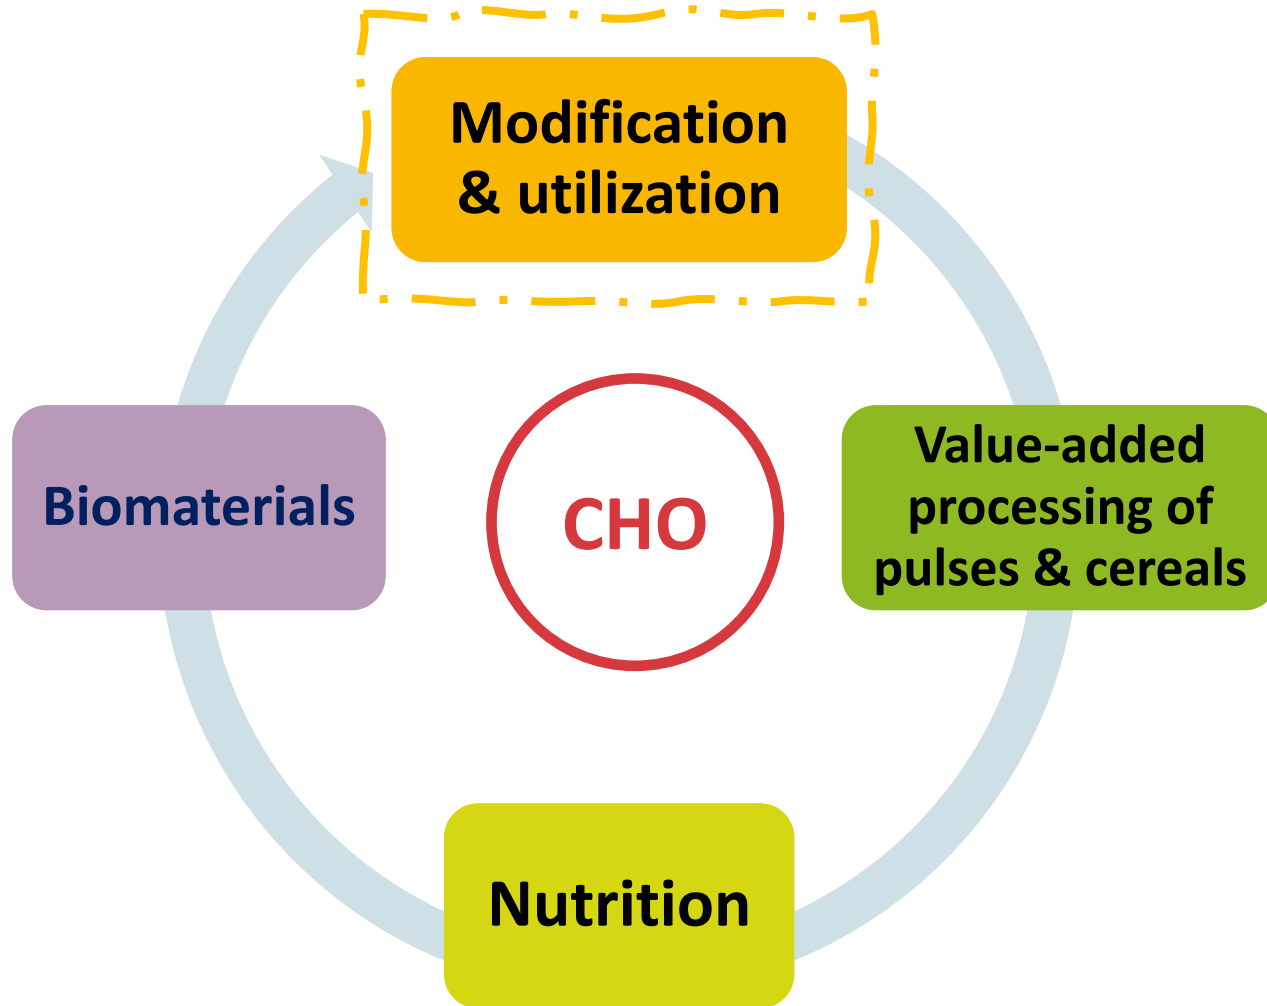 Modification
& utilization
Biomaterials
CHO
Value-added
processing of
pulses & cereals
Nutrition